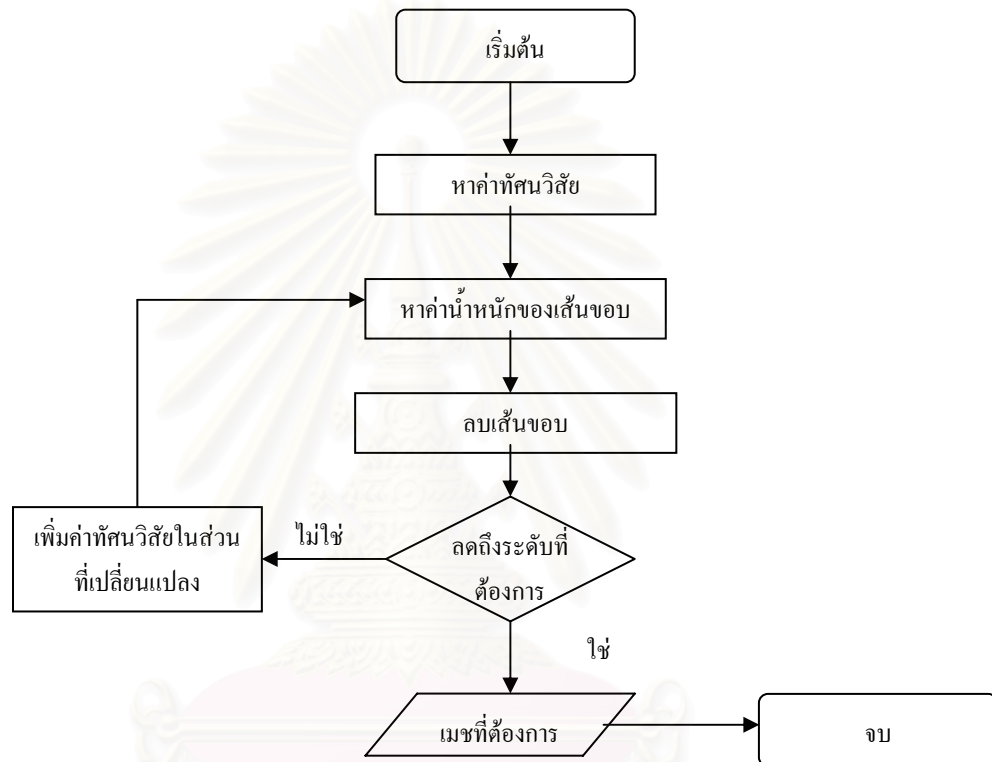 เริ่มต้น
หาค่าทัศนวิสัย
หาค่าน้ำหนักของเส้นขอบ
ลบเส้นขอบ
เพิ่มค่าทัศนวิสัยในส่วน
ที่เปลี่ยนแปลง
ไม่ใช่
ลดถึงระดับที่
ต้องการ
ใช่
เมชที่ต้องการ
จบ